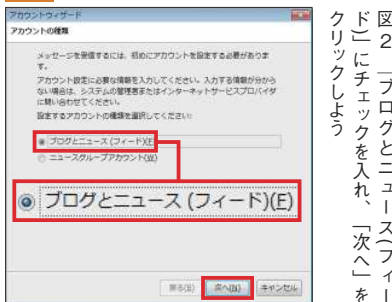 アカウントウィザード
アカウントの種類
メッセージを受信するには、初めにアカウントを設定する必要がありま
す。
アカウント設定に必要な情報を入力してください。入力する情報が分から
ない場合は、システムの管理者またはインターネットサービスプロバイダ
に問い合わせてください。
設定するアカウントの種類を選択してください:
ブログとニュース (フィード)(F)
ニュースグループアカウント(W)
ブログとニュース (フィード)(F)
戻る(B)
次へ(N)
キャンセル
図2 「ブログとニュース(フィー
ド)」にチェックを入れ、「次へ」を
クリックしよう